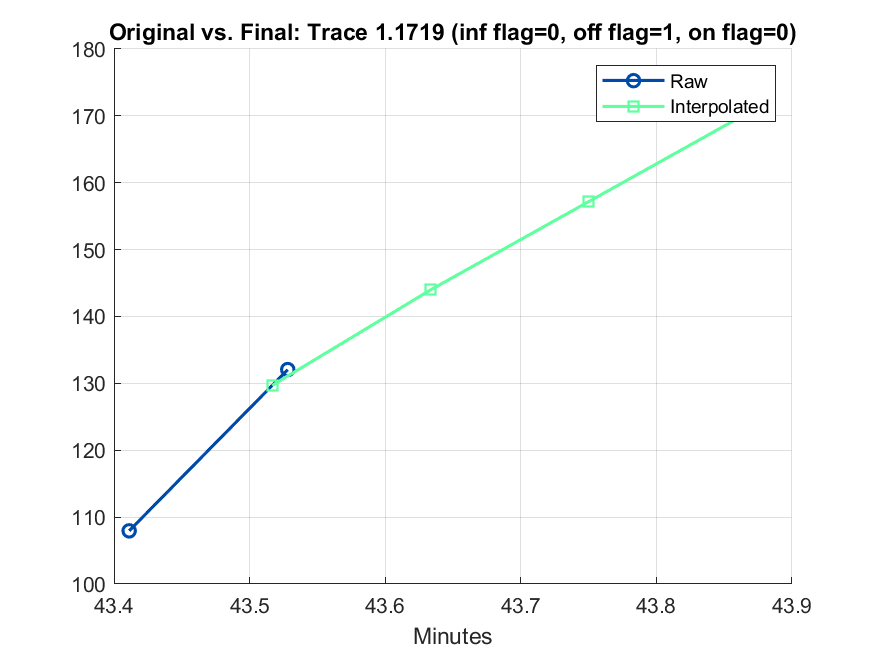 Original vs. Final: Trace 1.1719 (inf flag=0, off flag=1, on flag=0)
180
170
160
150
140
130
120
110
100
Raw
Interpolated
43.4 43.5 43.6 43.7 43.8 43.9
Minutes